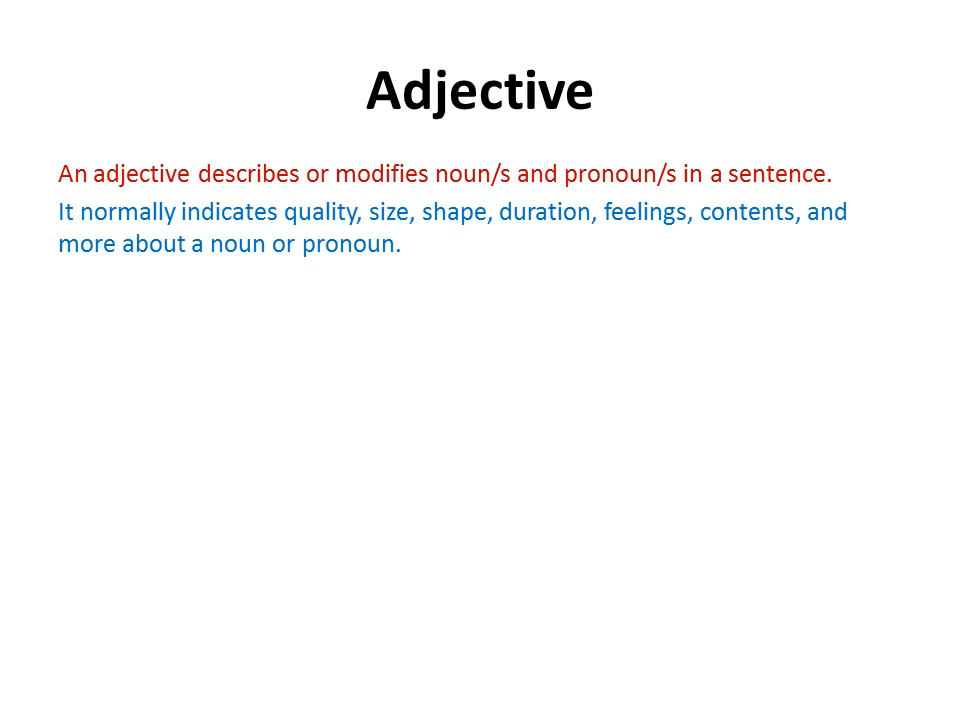 Adjective
An adjective describes or modifies noun/s and pronoun/s in a sentence.
It normally indicates quality, size, shape, duration, feelings, contents, and
more about a noun or pronoun.